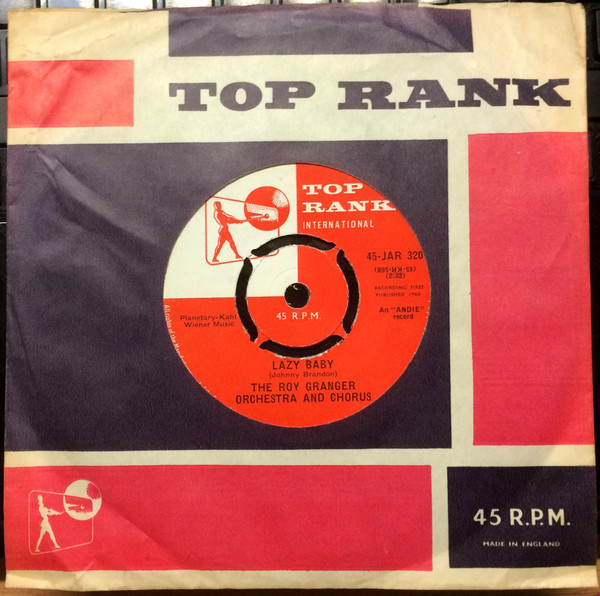 TOP RANK
TOP
RANK
INTERNATIONAL
45-JAR 320
(2:22)
RECORDING FIRST
PUBLISHED 1960
Planetary-Kahl
Wiener Music
45 R.P.M.
An "ANDIE"
record
LAZY BABY
(Johnny Brandon)
THE ROY GRANGER
ORCHESTRA AND CHORUS
45 R.P.M.
MADE IN ENGLAND